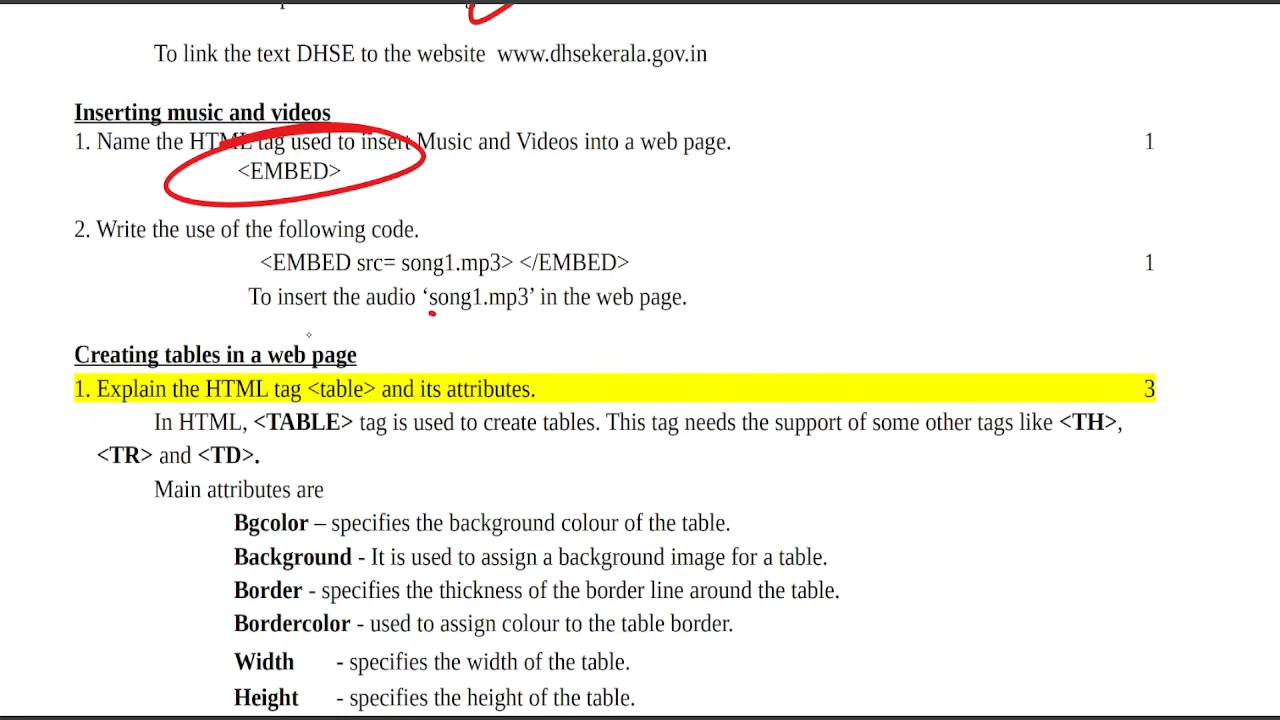 To link the text DHSE to the website www.dhsekerala.gov.in
Inserting music and videos
1. Name the HTML tag used to insert Music and Videos into a web page. 1
<EMBED>
2. Write the use of the following code.
<EMBED src= song1.mp3> </EMBED> 1
To insert the audio ‘song1.mp3’ in the web page.
Creating tables in a web page
1. Explain the HTML tag <table> and its attributes. 3
In HTML, <TABLE> tag is used to create tables. This tag needs the support of some other tags like <TH>,
<TR> and <TD>.
Main attributes are
Bgcolor – specifies the background colour of the table.
Background - It is used to assign a background image for a table.
Border - specifies the thickness of the border line around the table.
Bordercolor - used to assign colour to the table border.
Width - specifies the width of the table.
Height - specifies the height of the table.